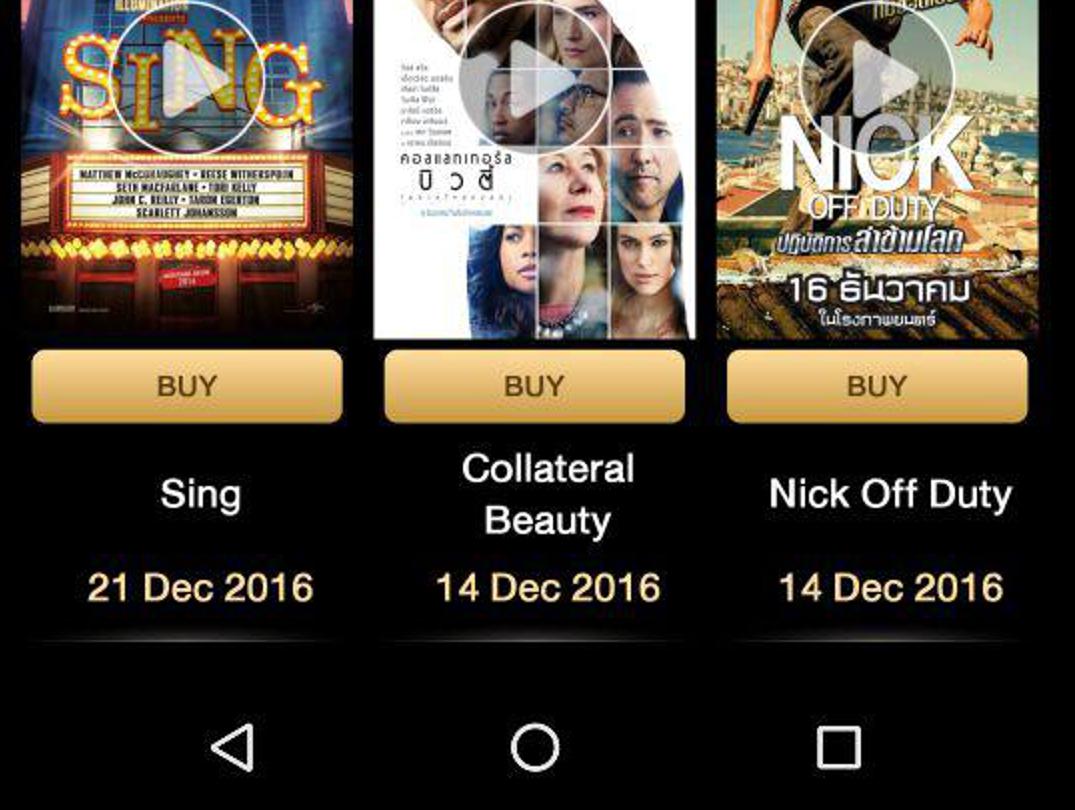 ILLUMINATION
PRESENTS
SING
MATTHEW McCONAUGHEY • REESE WITHERSPOON
SETH MACFARLANE • TORI KELLY
JOHN C. REILLY • TARON EGERTON
SCARLETT JOHANSSON
คอลแลทเทอรัล
บิวตี้
NICK
OFF DUTY
ปฏิบัติการล่าข้ามโลก
16 ธันวาคม
ในโรงภาพยนตร์
BUY
BUY
BUY
Sing
Collateral
Beauty
Nick Off Duty
21 Dec 2016
14 Dec 2016
14 Dec 2016